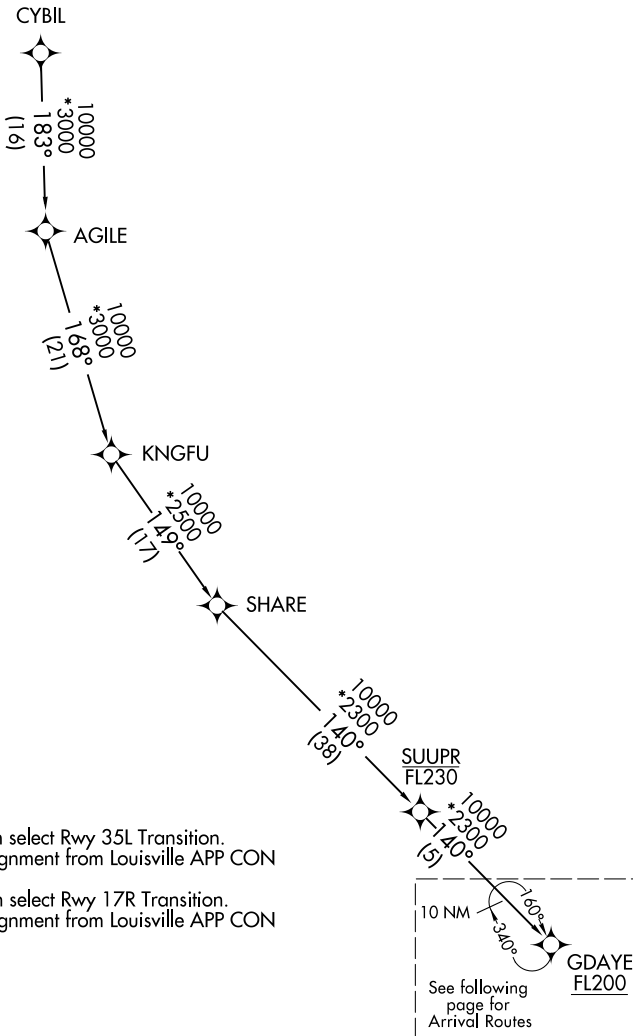 CYBIL
10000
*3000
183°
(16)
AGILE
10000
*3000
168°
(21)
KNGFU
10000
*2500
149°
(17)
SHARE
10000
*2300
140°
(38)
SUUPR
FL230
10000
*2300
140°
(5)
select Rwy 35L Transition.
gnment from Louisville APP CON
select Rwy 17R Transition.
gnment from Louisville APP CON
10 NM
160°
340°
GDAYE
FL200
See following
page for
Arrival Routes